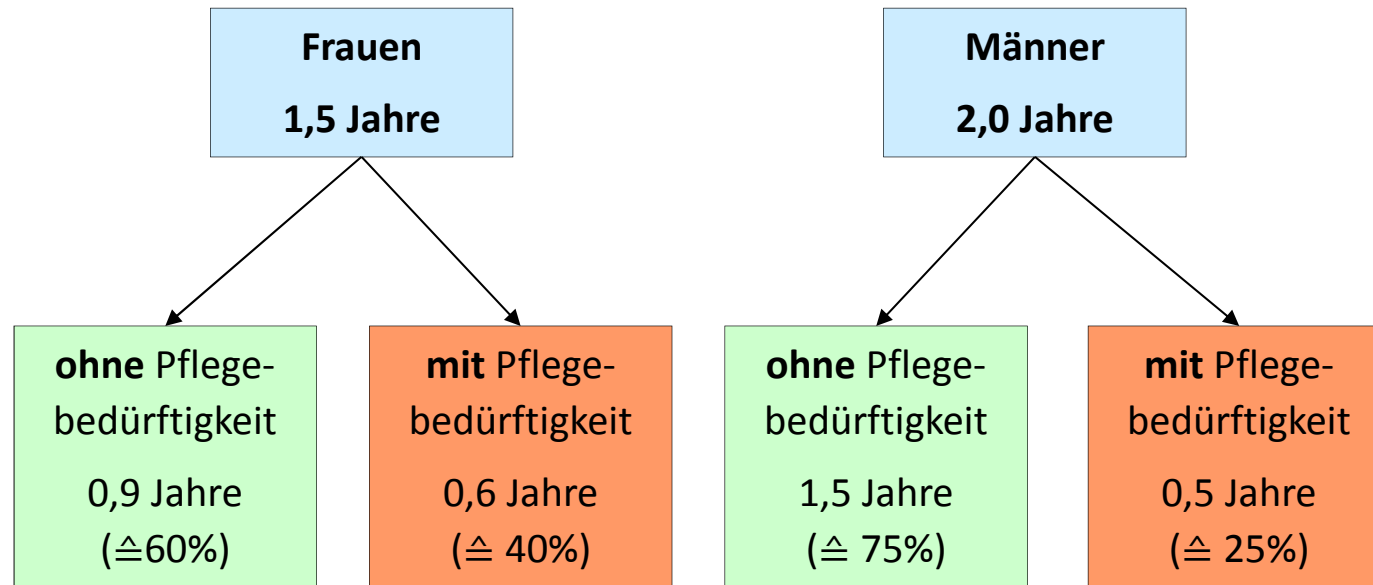 Frauen
1,5 Jahre
Männer
2,0 Jahre
ohne Pflege-
bedürftigkeit
0,9 Jahre
(≙60%)
mit Pflege-
bedürftigkeit
0,6 Jahre
(≙ 40%)
ohne Pflege-
bedürftigkeit
1,5 Jahre
(≙ 75%)
mit Pflege-
bedürftigkeit
0,5 Jahre
(≙ 25%)